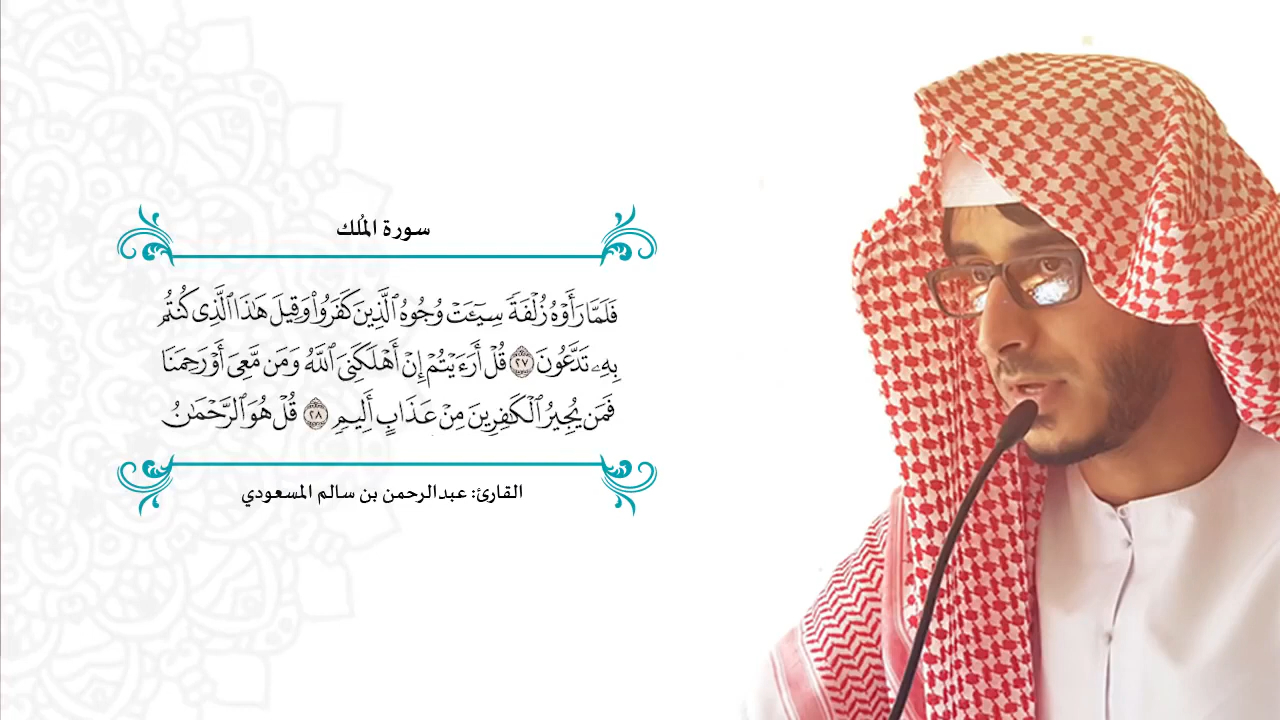 سورة المُلك
فَلَمَّا رَأَوْهُ زُلْفَةً سِيٓـَٔتْ وُجُوهُ ٱلَّذِينَ كَفَرُوا۟ وَقِيلَ هَٰذَا ٱلَّذِى كُنتُم
بِهِۦ تَدَّعُونَ ٢٧ قُلْ أَرَءَيْتُمْ إِنْ أَهْلَكَنِىَ ٱللَّهُ وَمَن مَّعِىَ أَوْ رَحِمَنَا
فَمَن يُجِيرُ ٱلْكَٰفِرِينَ مِنْ عَذَابٍ أَلِيمٍ ٢٨ قُلْ هُوَ ٱلرَّحْمَٰنُ
القارئ: عبدالرحمن بن سالم المسعودي